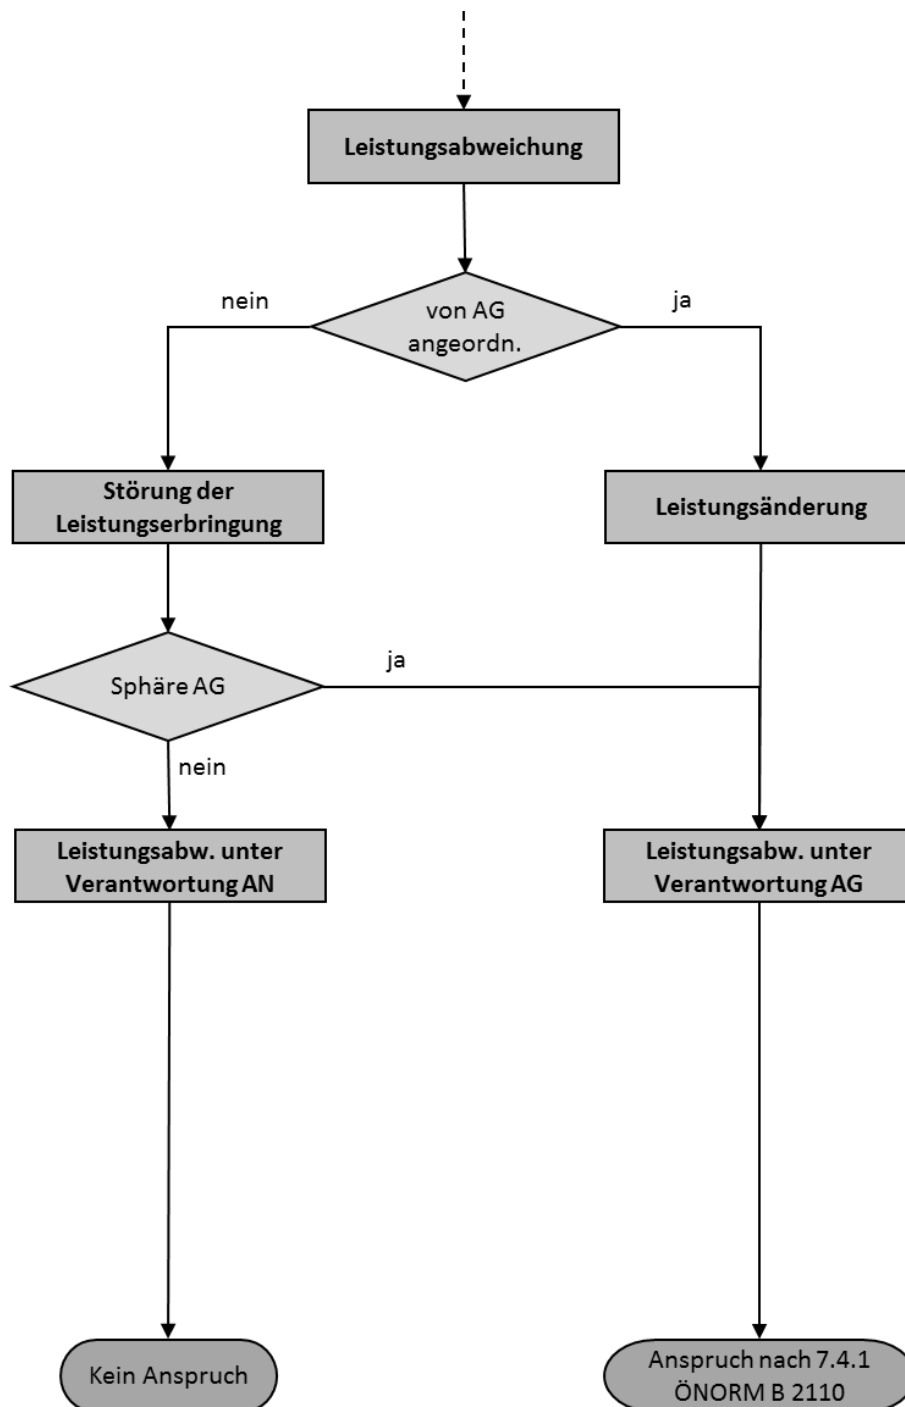 Leistungsabweichung
von AG
angeordn.
nein
ja
Störung der
Leistungserbringung
Leistungsänderung
Sphäre AG
ja
nein
Leistungsabw. unter
Verantwortung AN
Leistungsabw. unter
Verantwortung AG
Kein Anspruch
Anspruch nach 7.4.1
ÖNORM B 2110